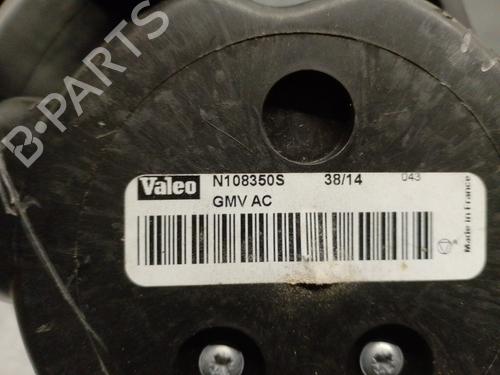 B-PARTS
Valeo N108350S 38/14 043
GMV AC
Made in France